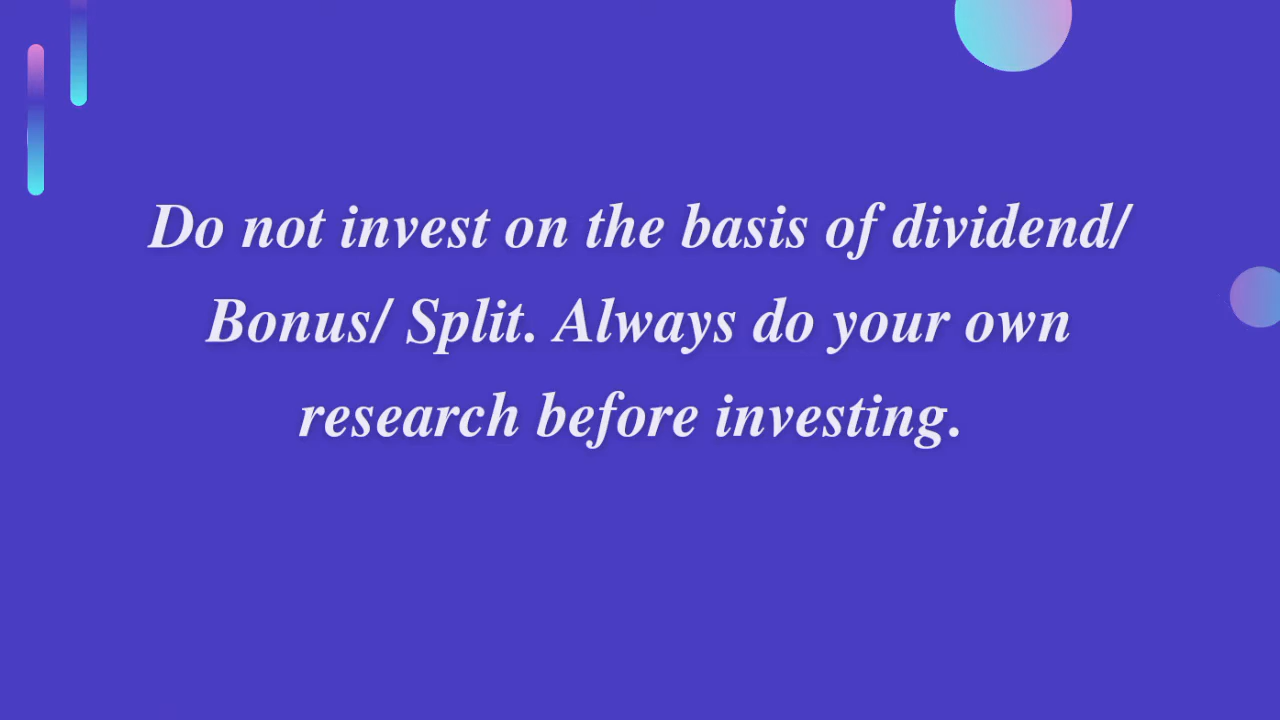 Do not invest on the basis of dividend/
Bonus/ Split. Always do your own
research before investing.